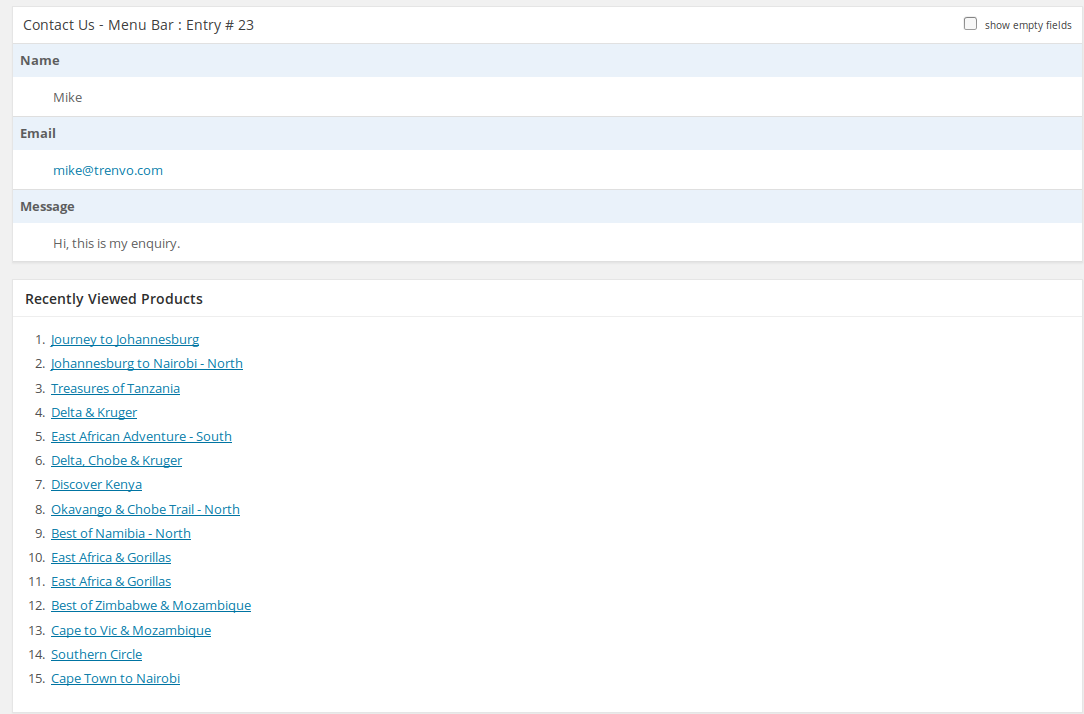 Contact Us - Menu Bar : Entry # 23
show empty fields
Name
Mike
Email
mike@trenvo.com
Message
Hi, this is my enquiry.
Recently Viewed Products
1. Journey to Johannesburg
2. Johannesburg to Nairobi - North
3. Treasures of Tanzania
4. Delta & Kruger
5. East African Adventure - South
6. Delta, Chobe & Kruger
7. Discover Kenya
8. Okavango & Chobe Trail - North
9. Best of Namibia - North
10. East Africa & Gorillas
11. East Africa & Gorillas
12. Best of Zimbabwe & Mozambique
13. Cape to Vic & Mozambique
14. Southern Circle
15. Cape Town to Nairobi